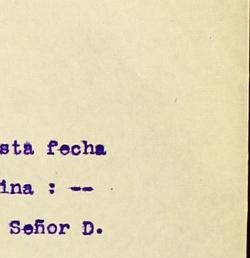 sta fecha
ina : --
Señor D.